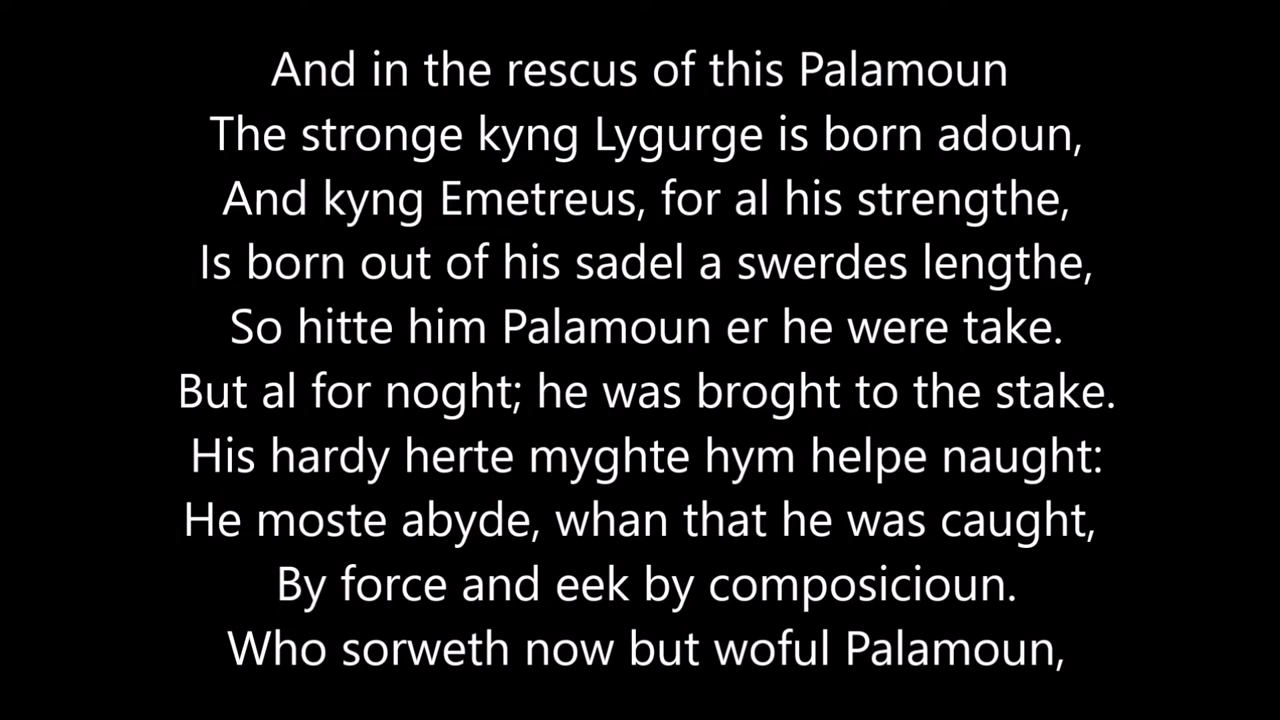 And in the rescus of this Palamoun
The stronge kyng Lygurge is born adoun,
And kyng Emetreus, for al his strengthe,
Is born out of his sadel a swerdes lengthe,
So hitte him Palamoun er he were take.
But al for noght; he was broght to the stake.
His hardy herte myghte hym helpe naught:
He moste abyde, whan that he was caught,
By force and eek by composicioun.
Who sorweth now but woful Palamoun,